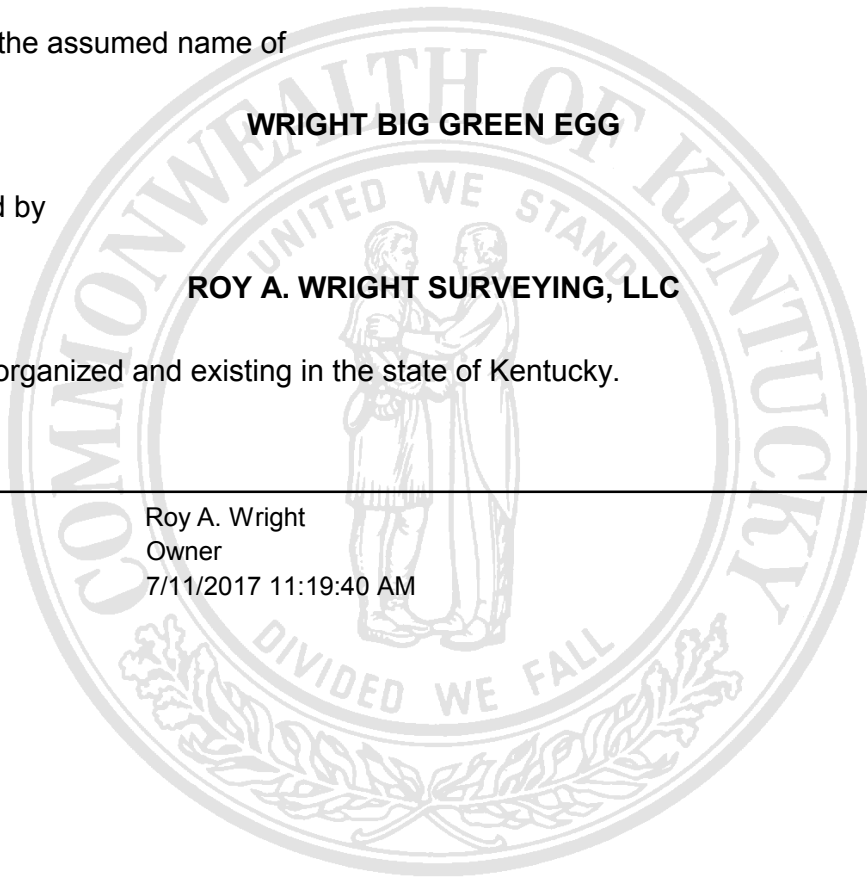 the assumed name of
WRIGHT BIG GREEN EGG
d by
ROY A. WRIGHT SURVEYING, LLC
organized and existing in the state of Kentucky.
Roy A. Wright
Owner
7/11/2017 11:19:40 AM
COMMONWEALTH OF KENTUCKY
UNITED WE STAND
DIVIDED WE FALL